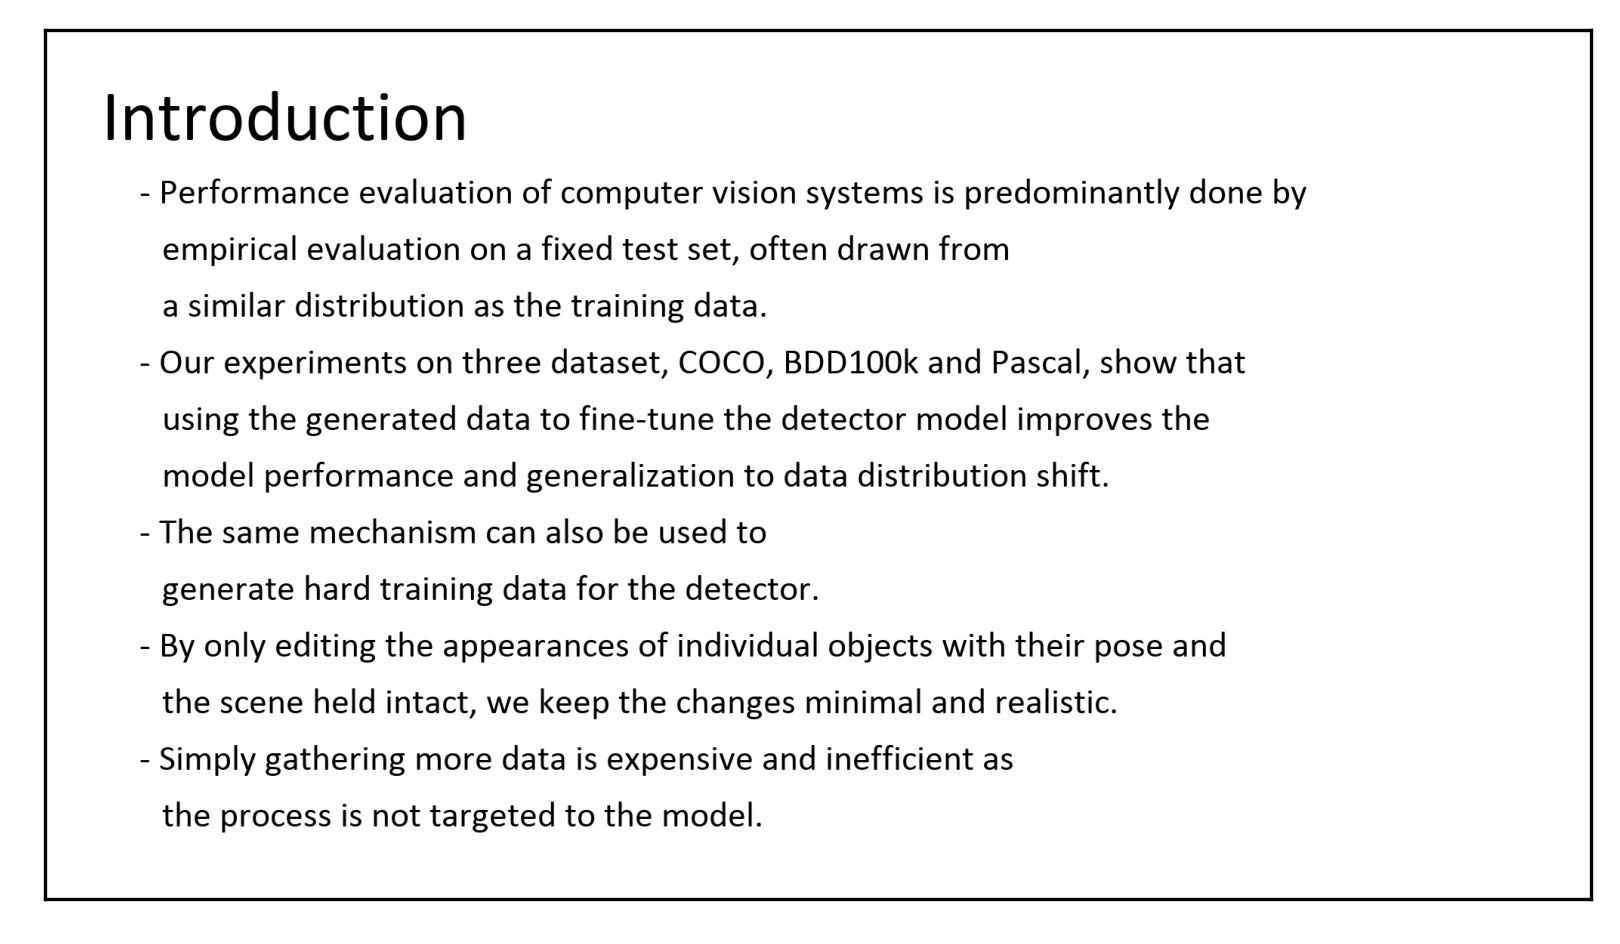 Introduction
- Performance evaluation of computer vision systems is predominantly done by
empirical evaluation on a fixed test set, often drawn from
a similar distribution as the training data.
- Our experiments on three dataset, COCO, BDD100k and Pascal, show that
using the generated data to fine-tune the detector model improves the
model performance and generalization to data distribution shift.
- The same mechanism can also be used to
generate hard training data for the detector.
- By only editing the appearances of individual objects with their pose and
the scene held intact, we keep the changes minimal and realistic.
- Simply gathering more data is expensive and inefficient as
the process is not targeted to the model.